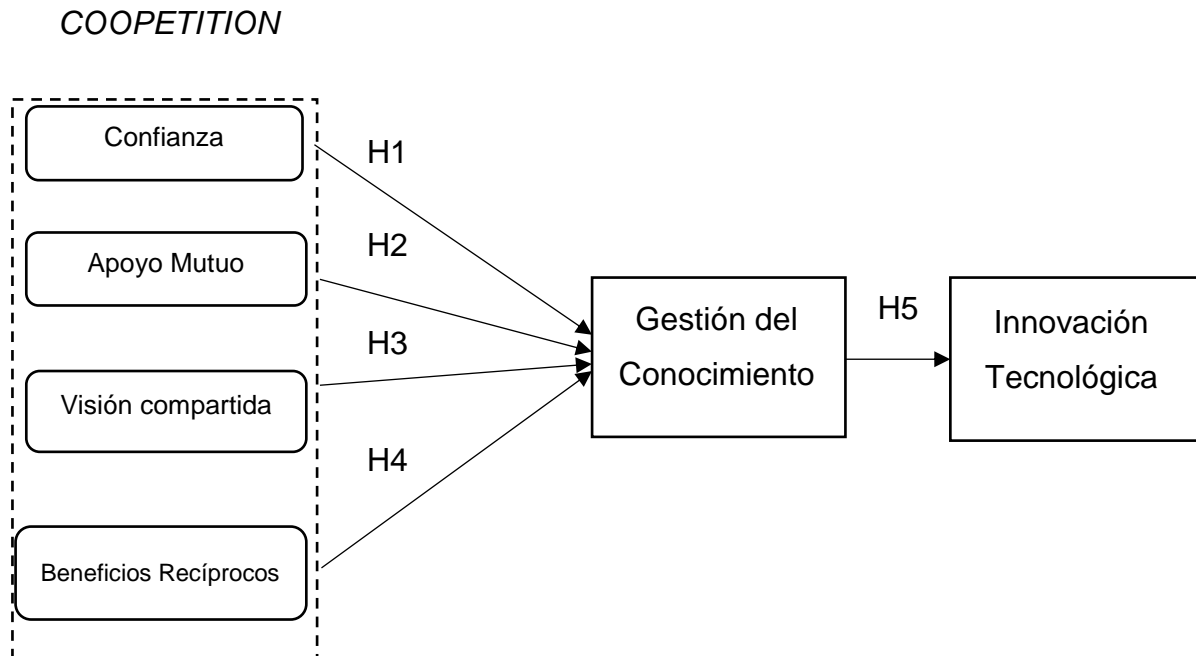 COOPETITION
Confianza
H1
Apoyo Mutuo
H2
H3
Visión compartida
H4
Beneficios Recíprocos
Gestión del
Conocimiento
H5
Innovación
Tecnológica